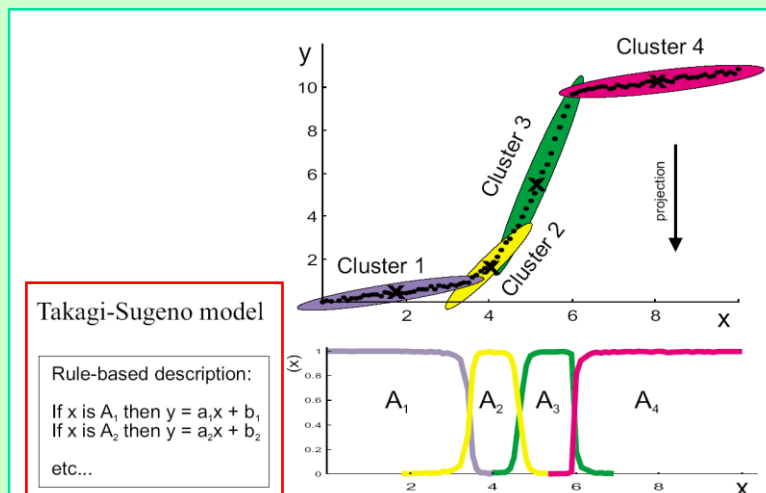 y
Cluster 4
10
8
Cluster 3
6
projection
4
2
Cluster 2
Cluster 1
2
4
6
8
x
Takagi-Sugeno model
Rule-based description:
If x is A₁ then y = a₁x + b₁
If x is A₂ then y = a₂x + b₂
etc...
(x)
1
0.8
0.6
0.4
0.2
0
A₁
A₂
A₃
A₄
2
4
6
8
x